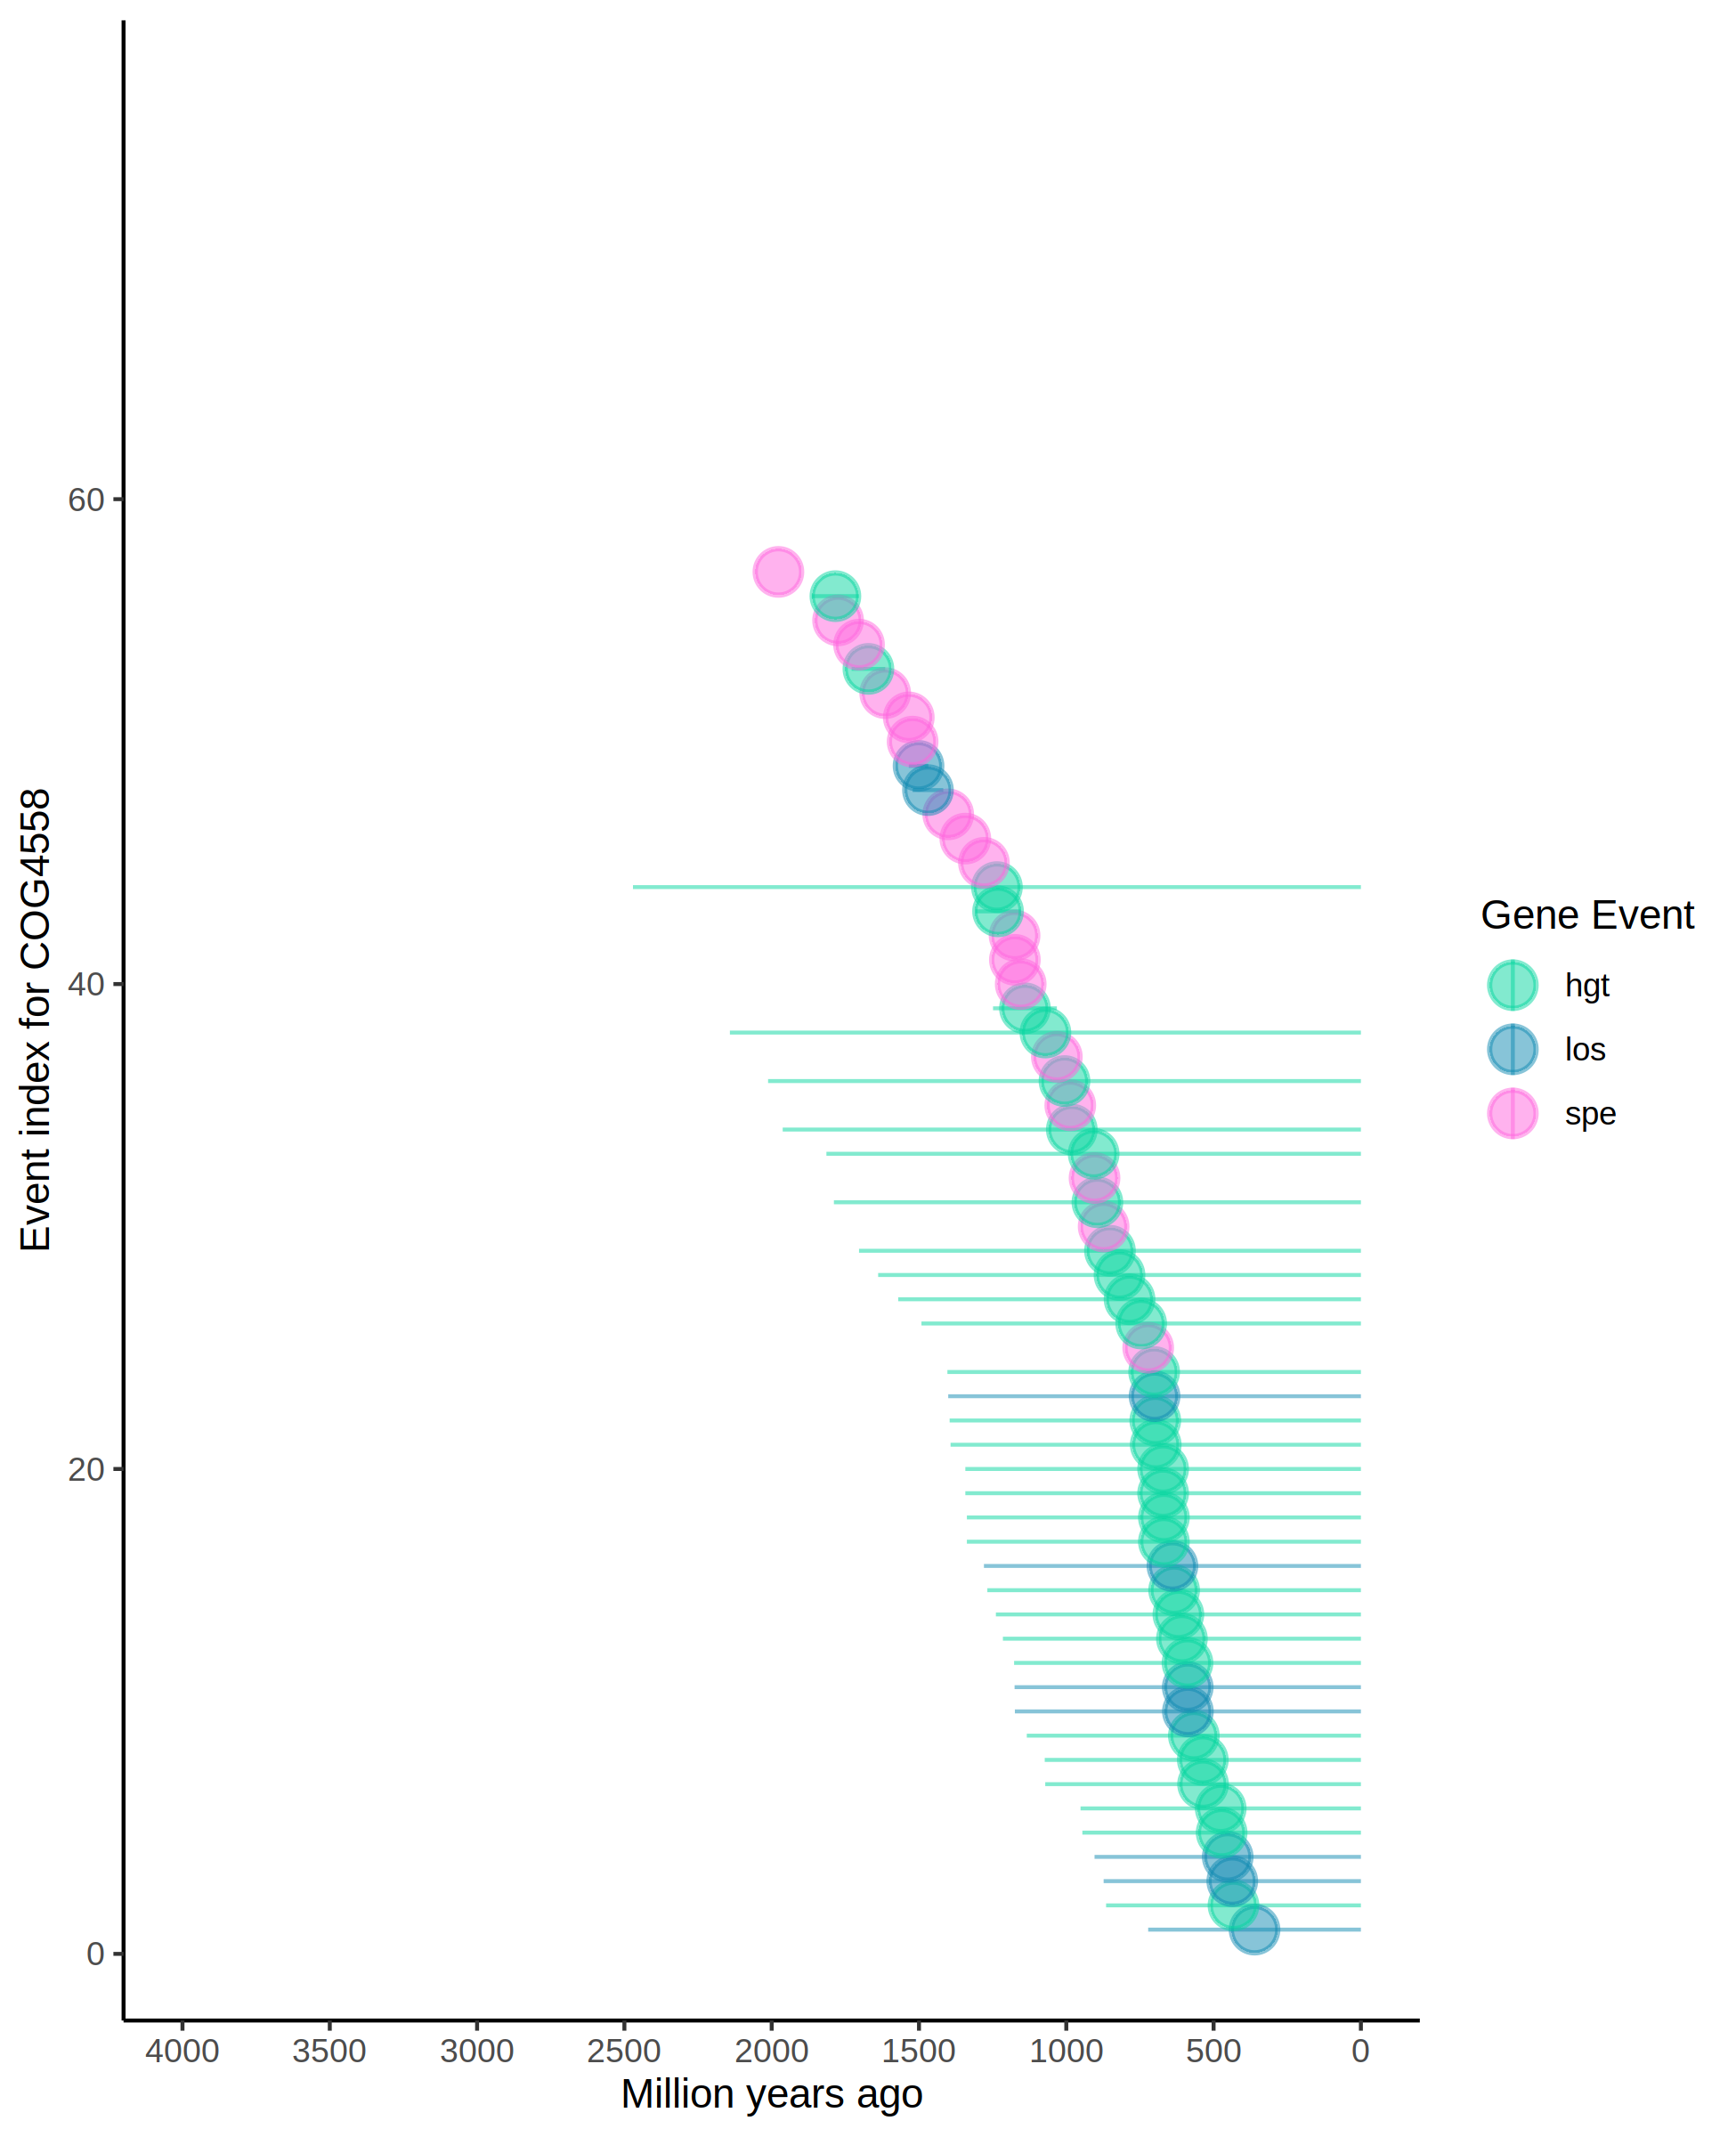 Event index for COG4558
60
40
20
0
4000 3500 3000 2500 2000 1500 1000 500 0
Million years ago
Gene Event
hgt
los
spe